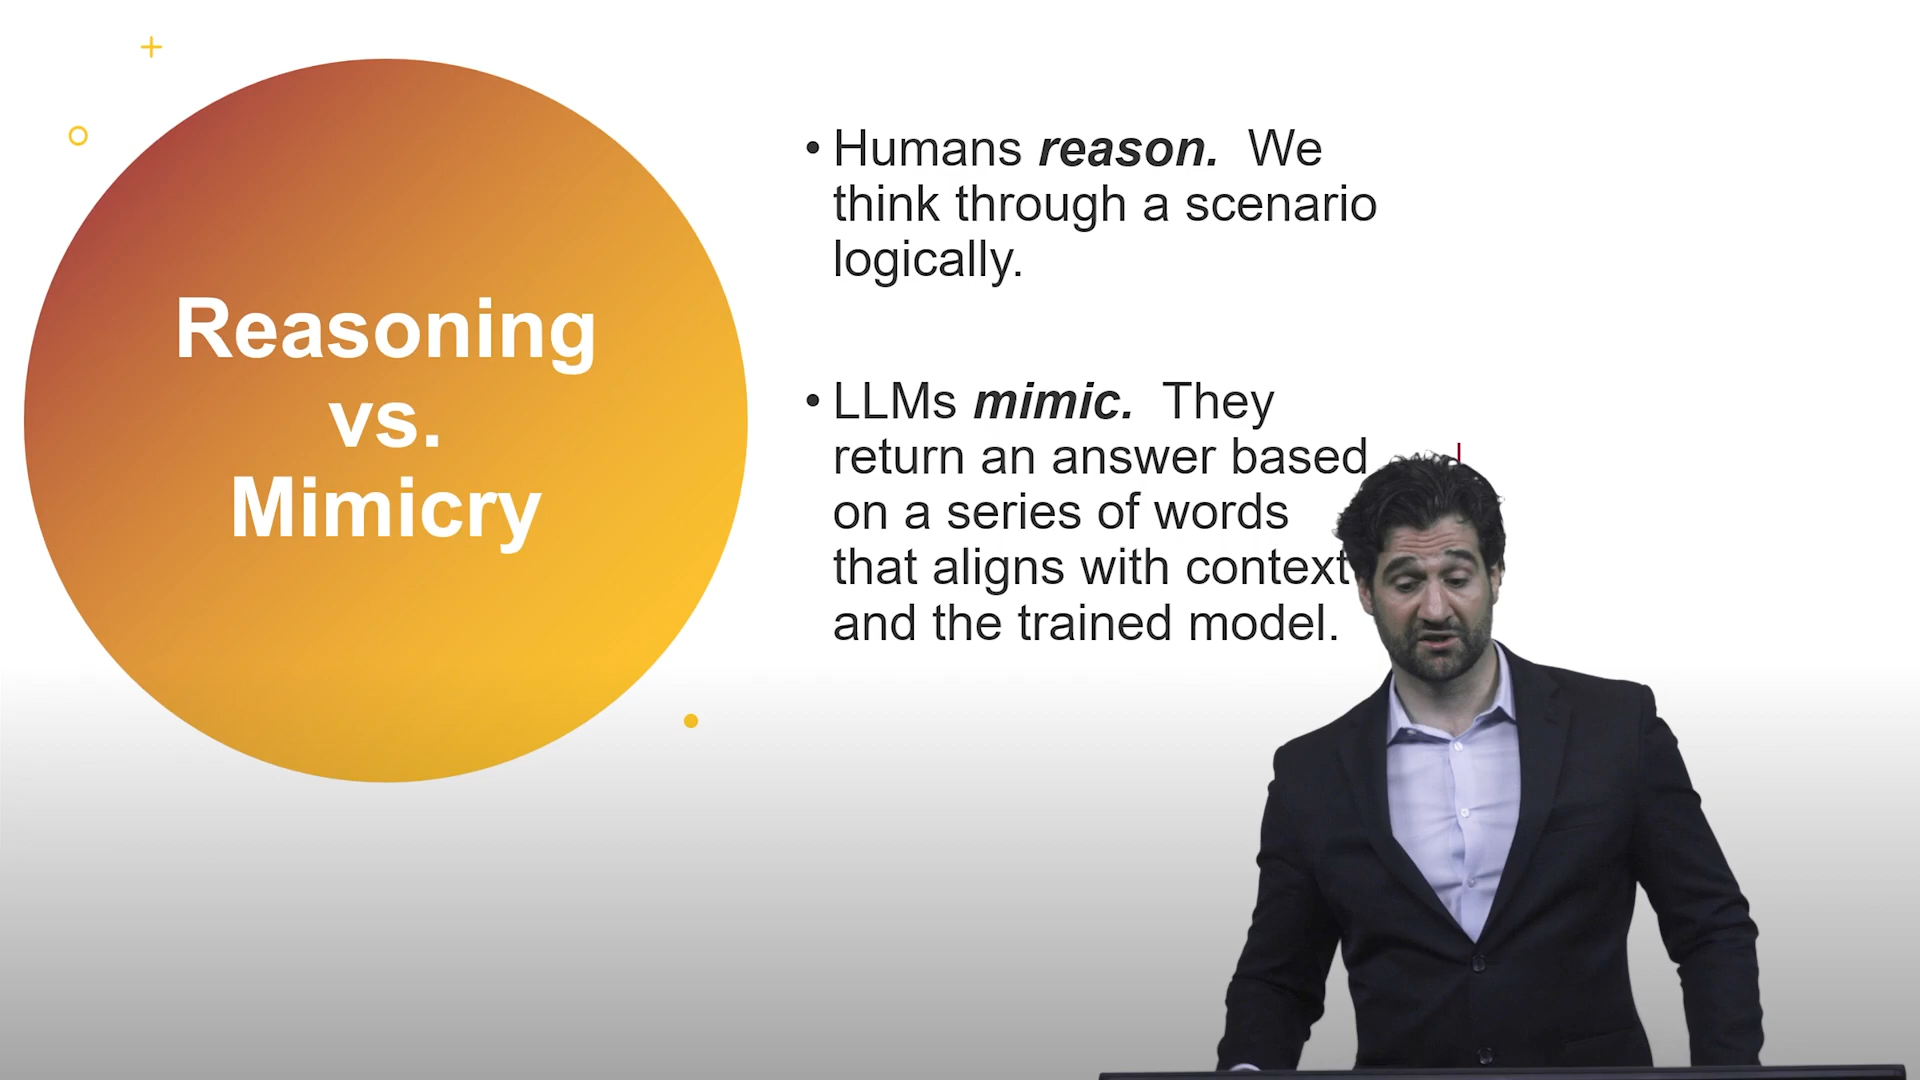 Reasoning
vs.
Mimicry
• Humans reason. We
think through a scenario
logically.
• LLMs mimic. They
return an answer based
on a series of words
that aligns with context
and the trained model.